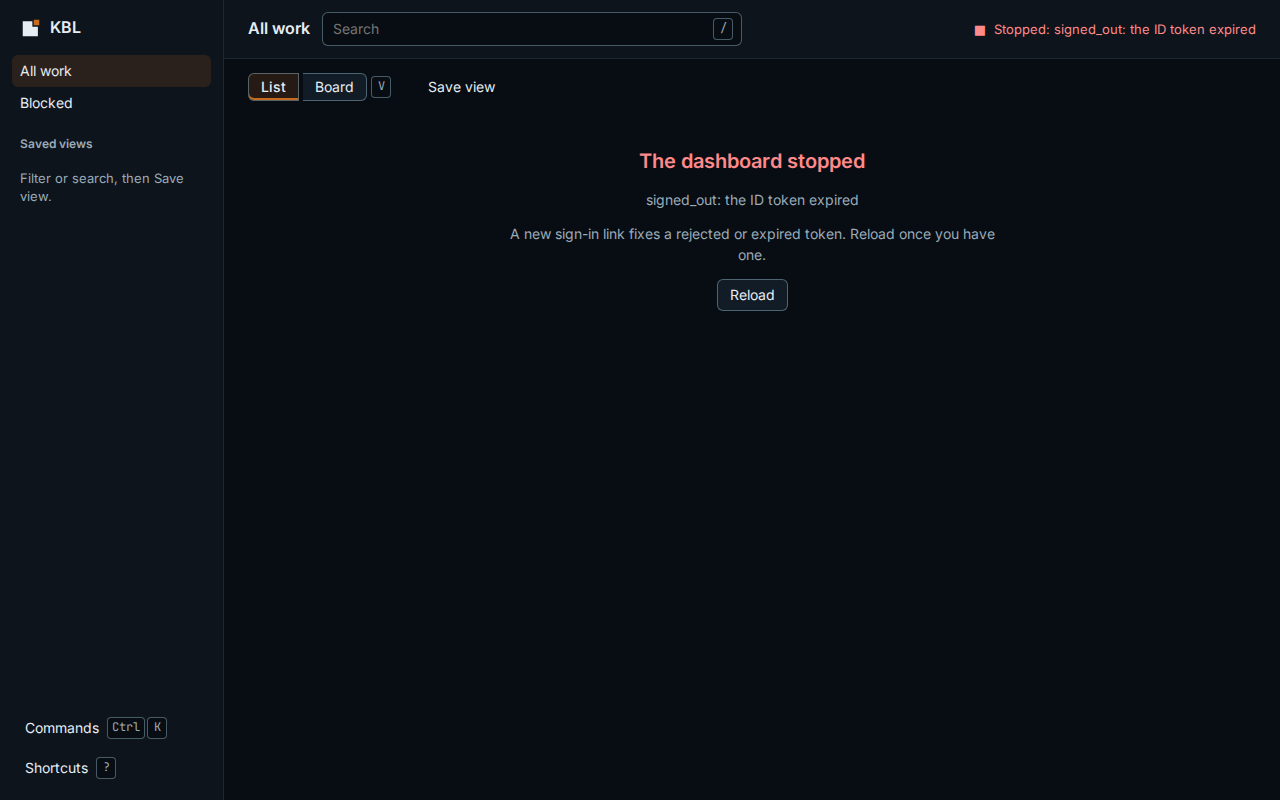 KBL
All work
Blocked
Saved views
Filter or search, then Save
view.
Commands Ctrl K
Shortcuts ?
All work
Search /
Stopped: signed_out: the ID token expired
List Board V Save view
The dashboard stopped
signed_out: the ID token expired
A new sign-in link fixes a rejected or expired token. Reload once you have
one.
Reload